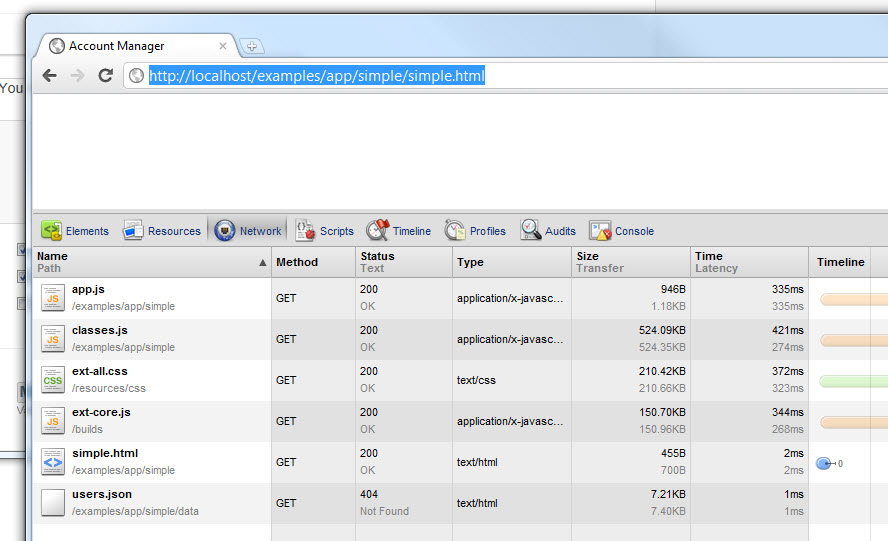 Account Manager
You
http://localhost/examples/app/simple/simple.html
Elements Resources Network Scripts Timeline Profiles Audits Console
Name Method Status Type Size Time Timeline
Path Text Transfer Latency
app.js GET 200 application/x-javasc... 946B 335ms
/examples/app/simple OK 1.18KB 335ms
classes.js GET 200 application/x-javasc... 524.09KB 421ms
/examples/app/simple OK 524.35KB 274ms
ext-all.css GET 200 text/css 210.42KB 372ms
/resources/css OK 210.66KB 323ms
ext-core.js GET 200 application/x-javasc... 150.70KB 344ms
/builds OK 150.96KB 268ms
simple.html GET 200 text/html 455B 2ms 0
/examples/app/simple OK 700B 2ms
users.json GET 404 text/html 7.21KB 1ms
/examples/app/simple/data Not Found 7.40KB 1ms